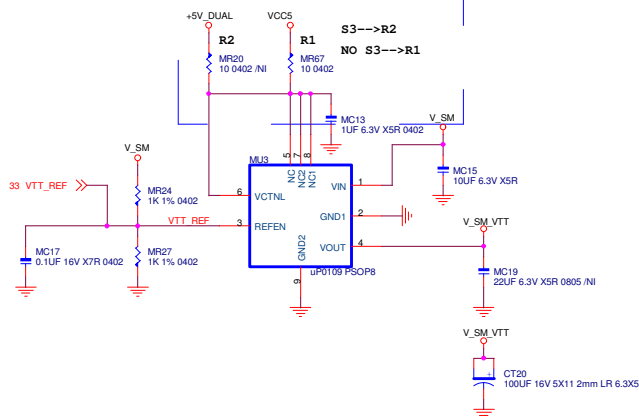 +5V_DUAL
VCC5
S3-->R2
R2
R1
NO S3-->R1
MR20
10 0402 /NI
MR67
10 0402
MC13
1UF 6.3V X5R 0402
V_SM
V_SM
MU3
5
7
8
NC
NC2
NC1
MC15
10UF 6.3V X5R
33 VTT_REF
MR24
1K 1% 0402
6
VCTNL
VIN
1
GND1
2
VTT_REF
3
REFEN
V_SM_VTT
VOUT
4
MC17
0.1UF 16V X7R 0402
MR27
1K 1% 0402
GND2
9
uP0109 PSOP8
MC19
22UF 6.3V X5R 0805 /NI
V_SM_VTT
+
CT20
100UF 16V 5X11 2mm LR 6.3X5